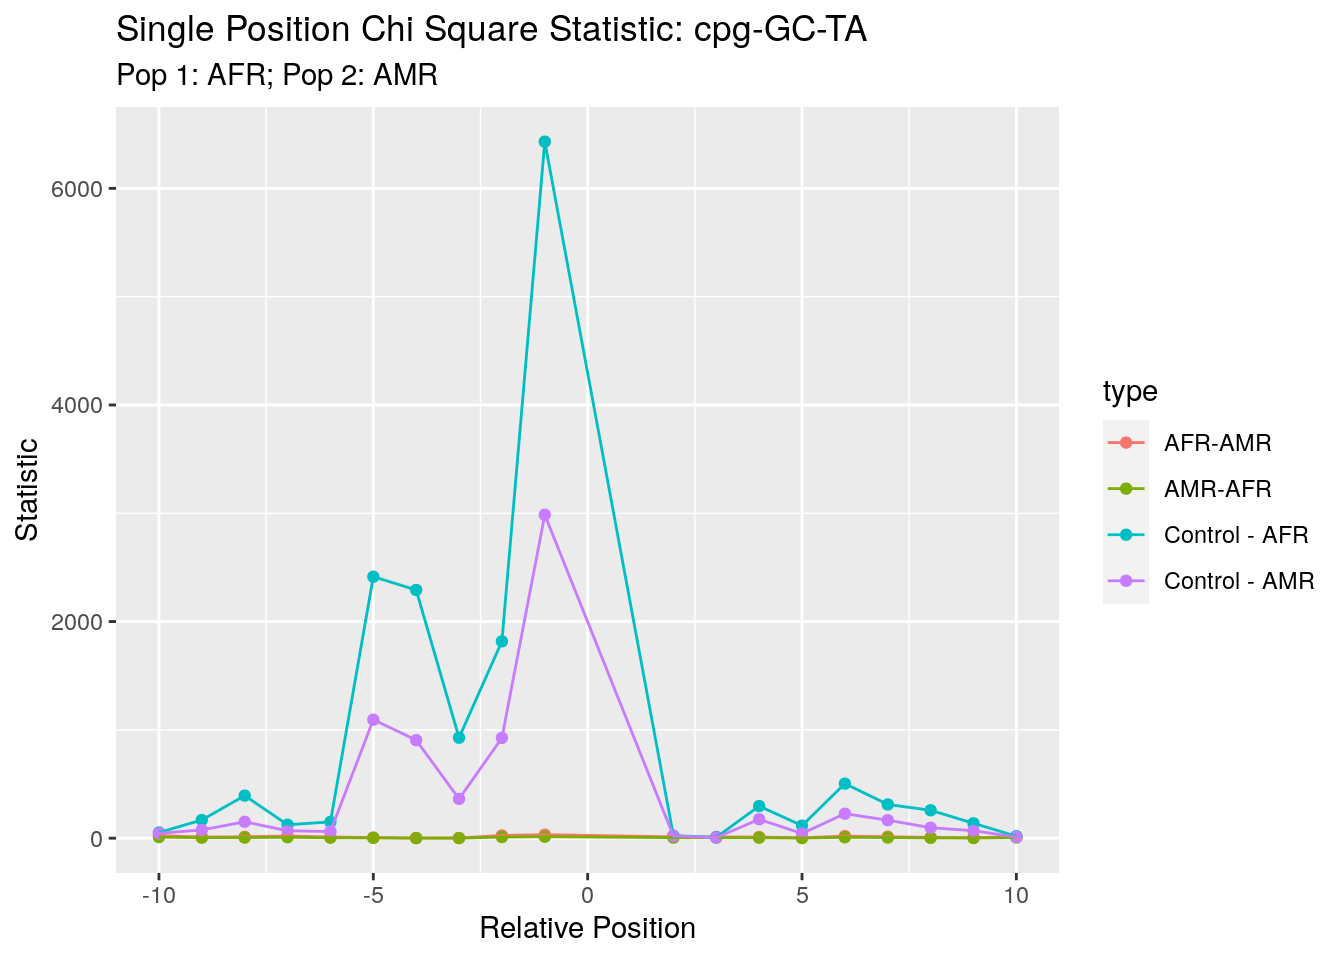 Single Position Chi Square Statistic: cpg-GC-TA
Pop 1: AFR; Pop 2: AMR
6000
4000
2000
0
Statistic
-10
-5
0
5
10
Relative Position
type
AFR-AMR
AMR-AFR
Control - AFR
Control - AMR